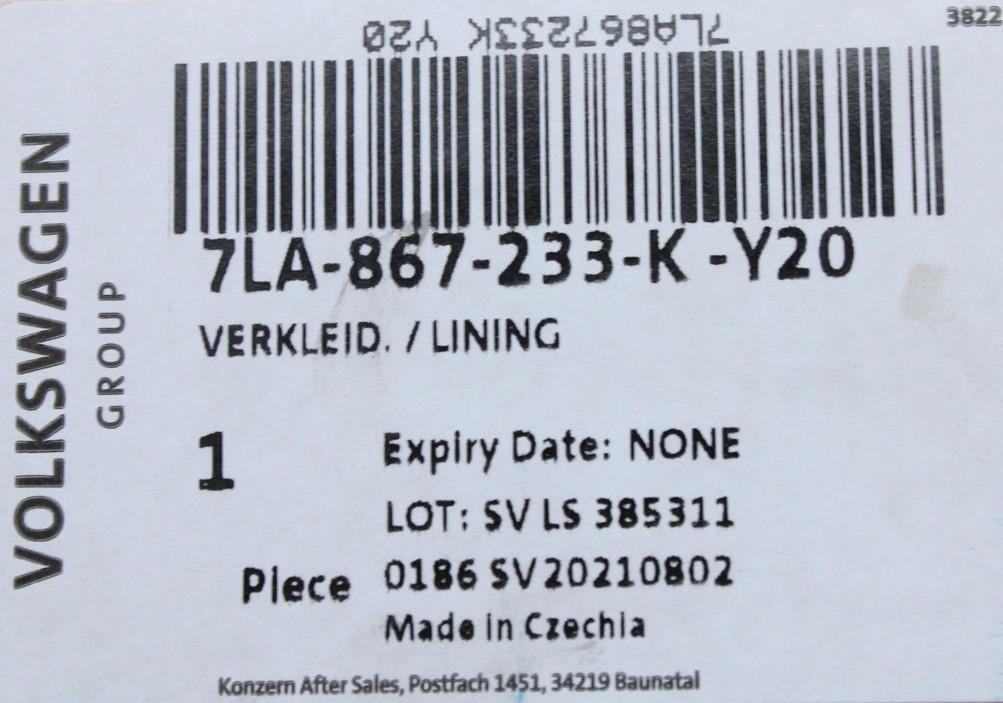 3822
7LA867233K Y20
VOLKSWAGEN
GROUP
7LA-867-233-K -Y20
VERKLEID. / LINING
1
Piece
Expiry Date: NONE
LOT: SV LS 385311
0186 SV20210802
Made in Czechia
Konzern After Sales, Postfach 1451, 34219 Baunatal